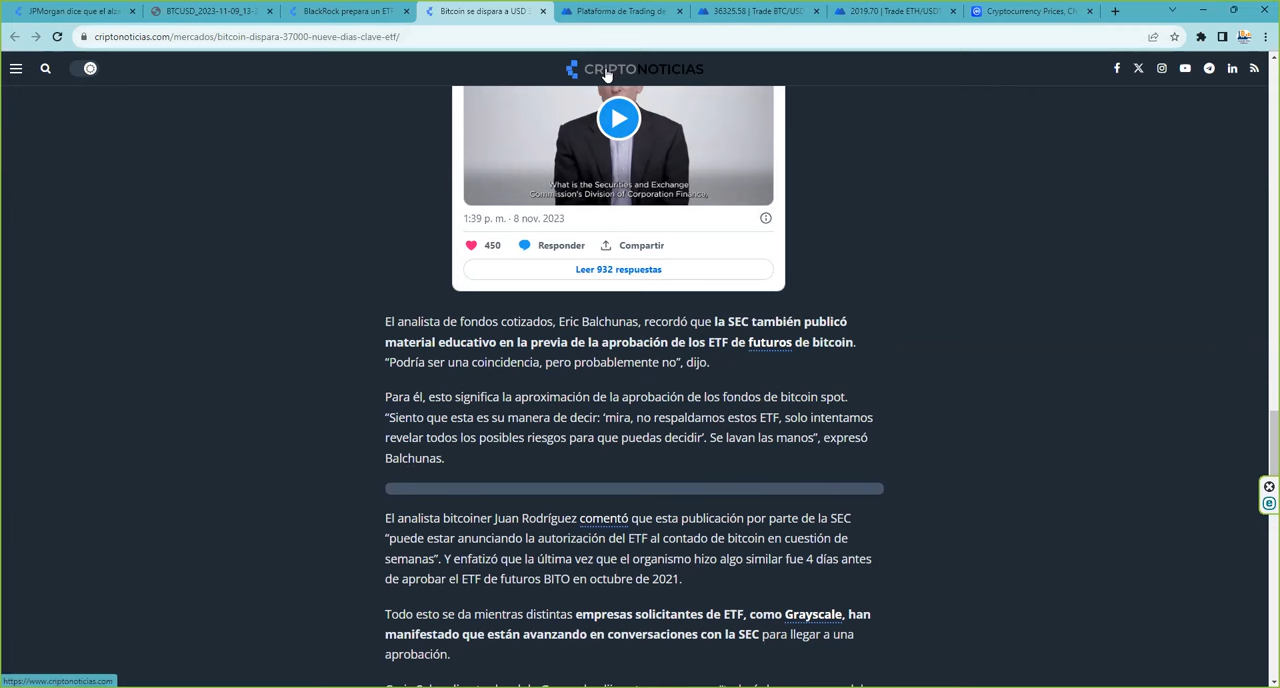 JPMorgan dice que el alz
BTCUSD_2023-11-09_13-
BlackRock prepara un ET
Bitcoin se dispara a USD
Plataforma de Trading de
36325.58 | Trade BTC/USD
2019.70 | Trade ETH/USDT
Cryptocurrency Prices, Ch
criptonoticias.com/mercados/bitcoin-dispara-37000-nueve-dias-clave-etf/
CRIPTONOTICIAS
What is the Securities and Exchange
Commission's Division of Corporation Finance,
1:39 p. m. · 8 nov. 2023
450 Responder Compartir
Leer 932 respuestas
El analista de fondos cotizados, Eric Balchunas, recordó que la SEC también publicó
material educativo en la previa de la aprobación de los ETF de futuros de bitcoin.
“Podría ser una coincidencia, pero probablemente no”, dijo.
Para él, esto significa la aproximación de la aprobación de los fondos de bitcoin spot.
“Siento que esta es su manera de decir: ‘mira, no respaldamos estos ETF, solo intentamos
revelar todos los posibles riesgos para que puedas decidir’. Se lavan las manos”, expresó
Balchunas.
El analista bitcoiner Juan Rodríguez comentó que esta publicación por parte de la SEC
“puede estar anunciando la autorización del ETF al contado de bitcoin en cuestión de
semanas”. Y enfatizó que la última vez que el organismo hizo algo similar fue 4 días antes
de aprobar el ETF de futuros BITO en octubre de 2021.
Todo esto se da mientras distintas empresas solicitantes de ETF, como Grayscale, han
manifestado que están avanzando en conversaciones con la SEC para llegar a una
aprobación.
https://www.criptonoticias.com